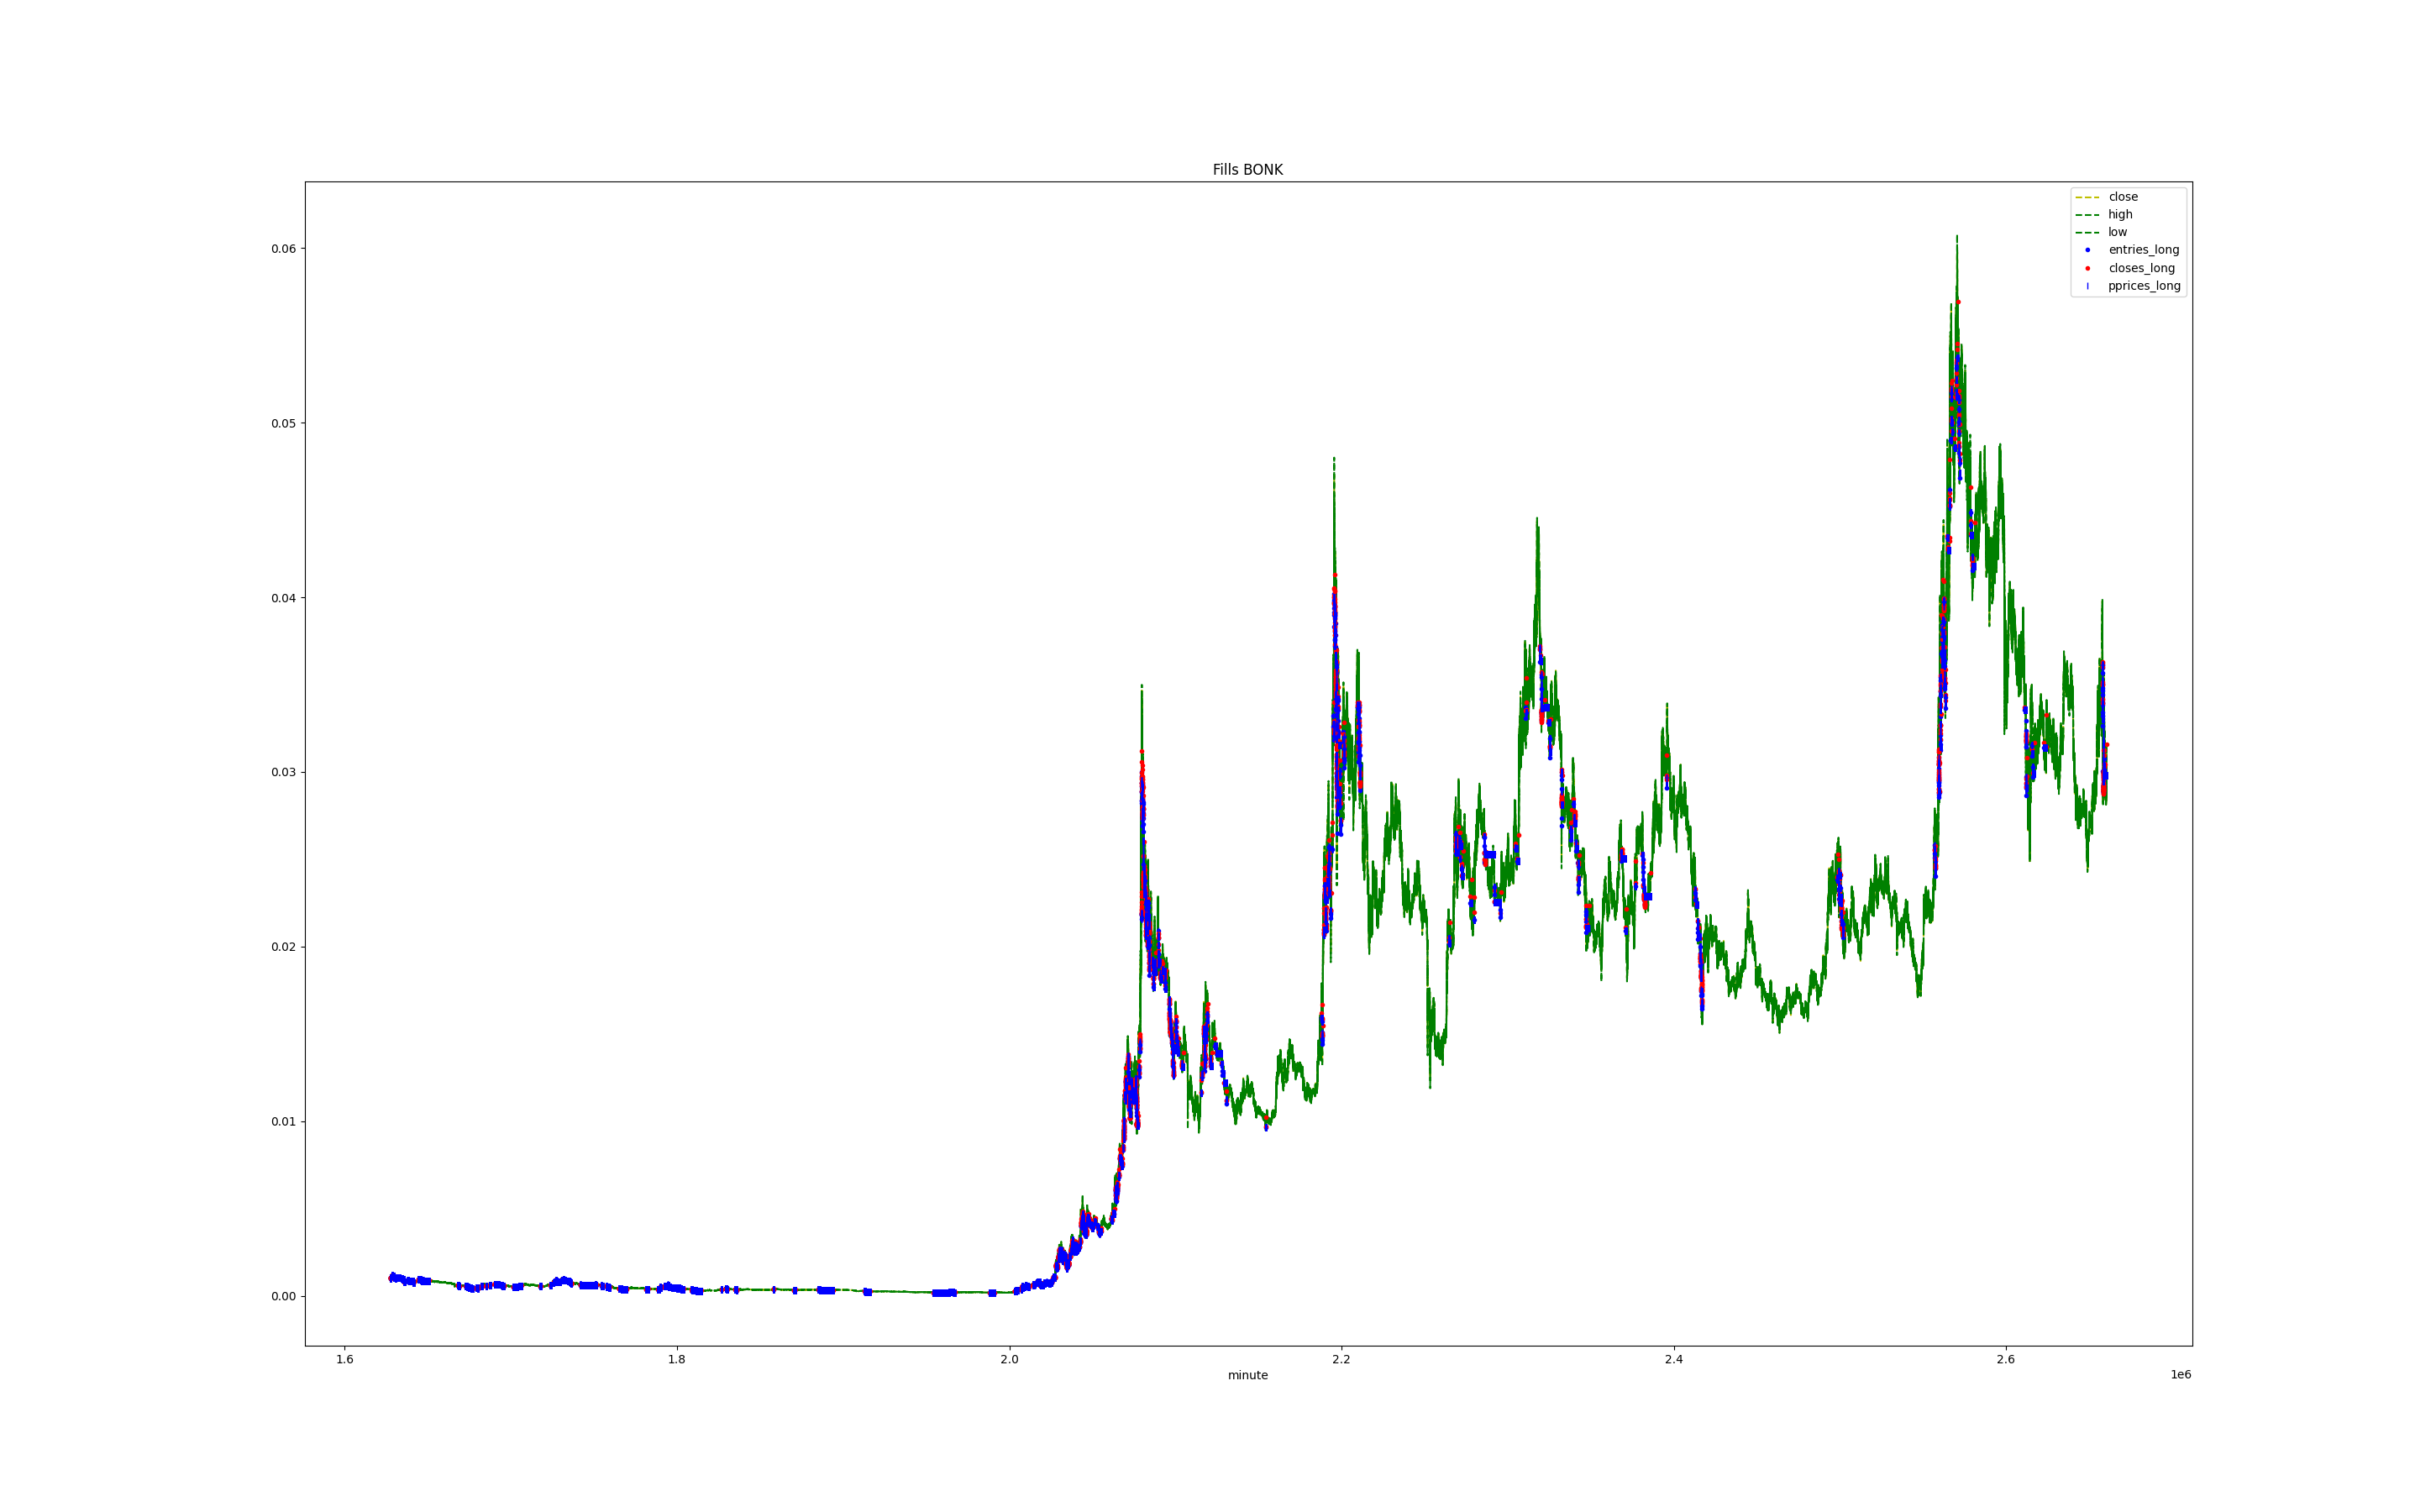 Fills BONK
close
high
low
entries_long
closes_long
pprices_long
0.06
0.05
0.04
0.03
0.02
0.01
0.00
1.6 1.8 2.0 2.2 2.4 2.6
minute 1e6